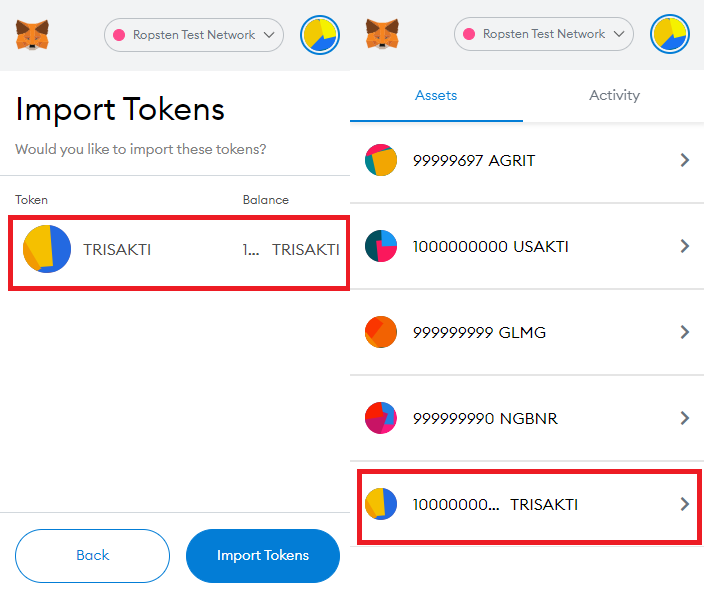 Ropsten Test Network
Import Tokens
Would you like to import these tokens?
Token Balance
TRISAKTI 1... TRISAKTI
Back Import Tokens
Ropsten Test Network
Assets Activity
99999697 AGRIT
1000000000 USAKTI
999999999 GLMG
999999990 NGBNR
10000000... TRISAKTI